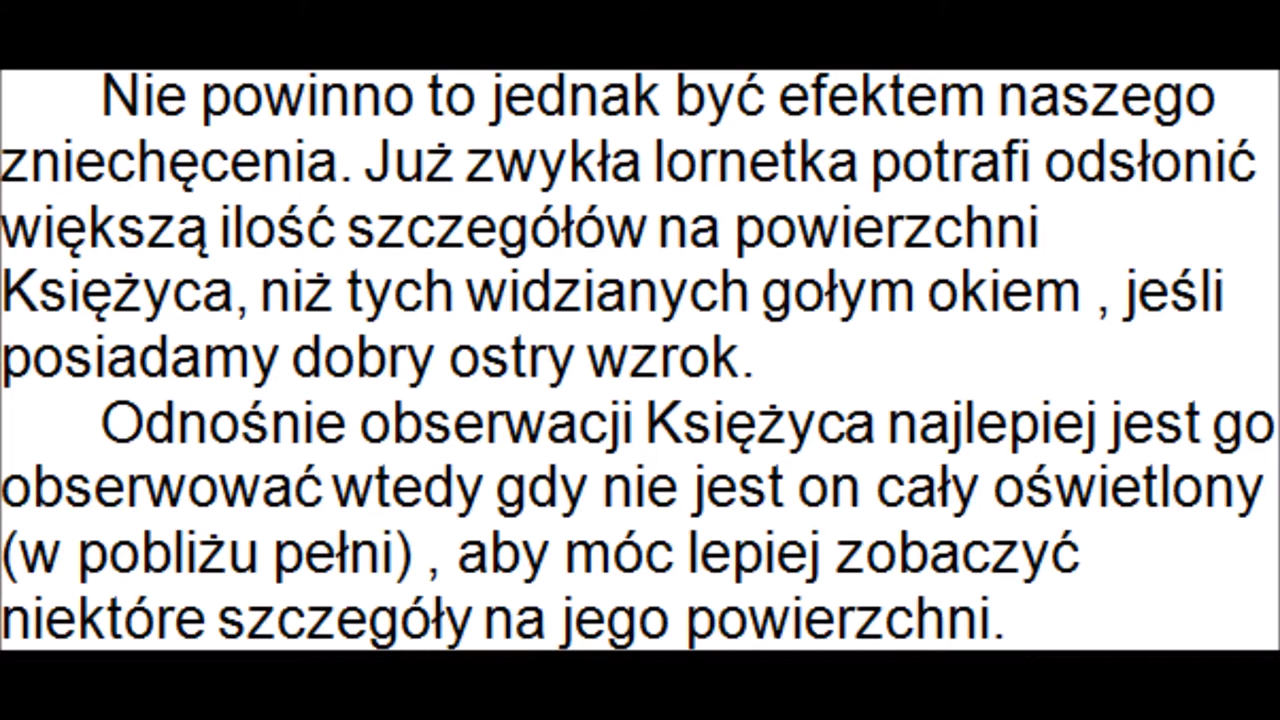 Nie powinno to jednak być efektem naszego
zniechęcenia. Już zwykła lornetka potrafi odsłonić
większą ilość szczegółów na powierzchni
Księżyca, niż tych widzianych gołym okiem , jeśli
posiadamy dobry ostry wzrok.
Odnośnie obserwacji Księżyca najlepiej jest go
obserwować wtedy gdy nie jest on cały oświetlony
(w pobliżu pełni) , aby móc lepiej zobaczyć
niektóre szczegóły na jego powierzchni.